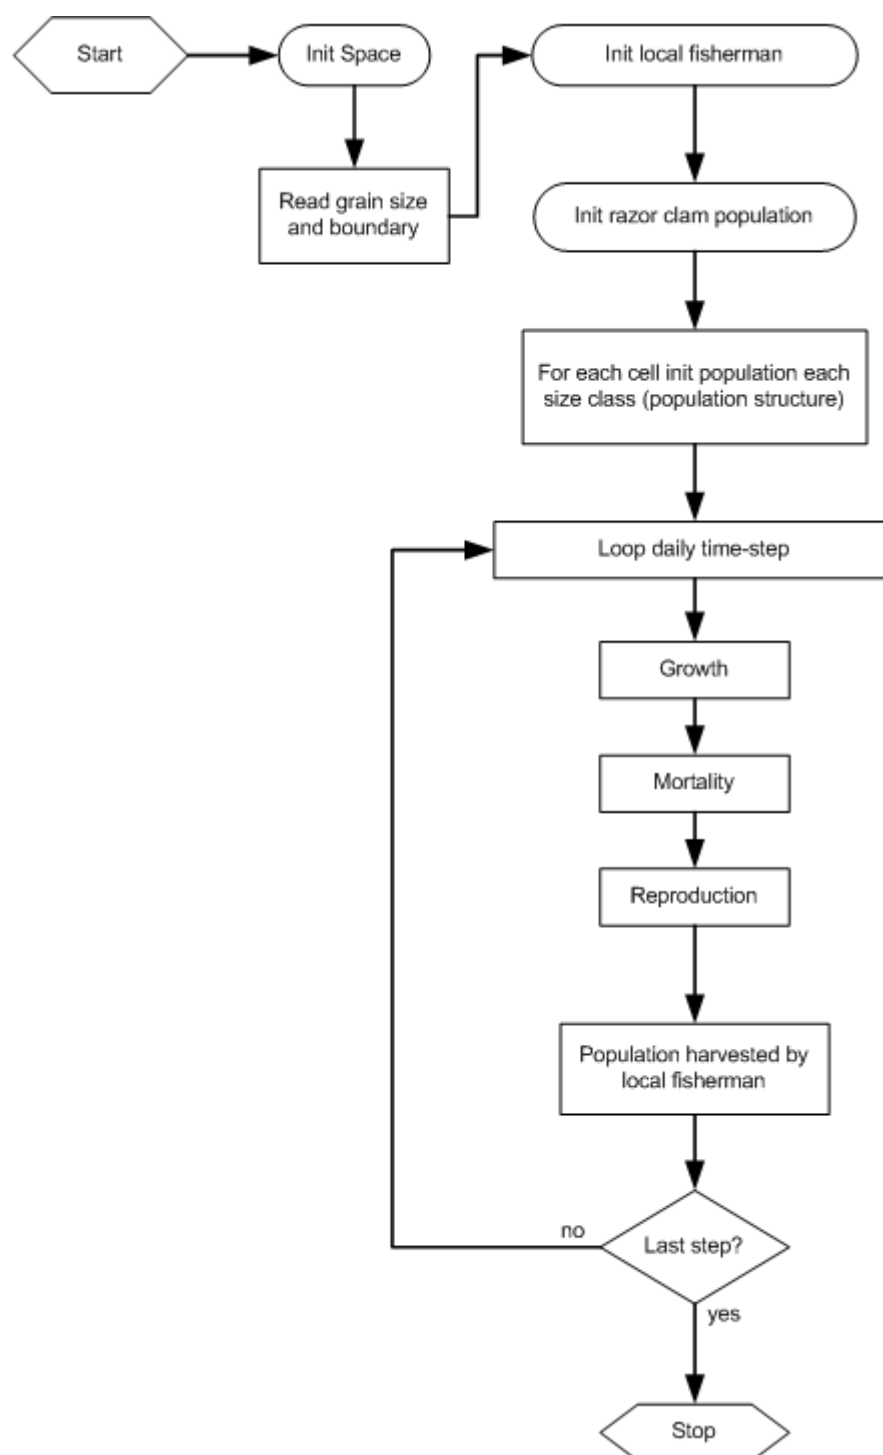 Start
Init Space
Read grain size
and boundary
Init local fisherman
Init razor clam population
For each cell init population each
size class (population structure)
Loop daily time-step
Growth
Mortality
Reproduction
Population harvested by
local fisherman
Last step?
no
yes
Stop